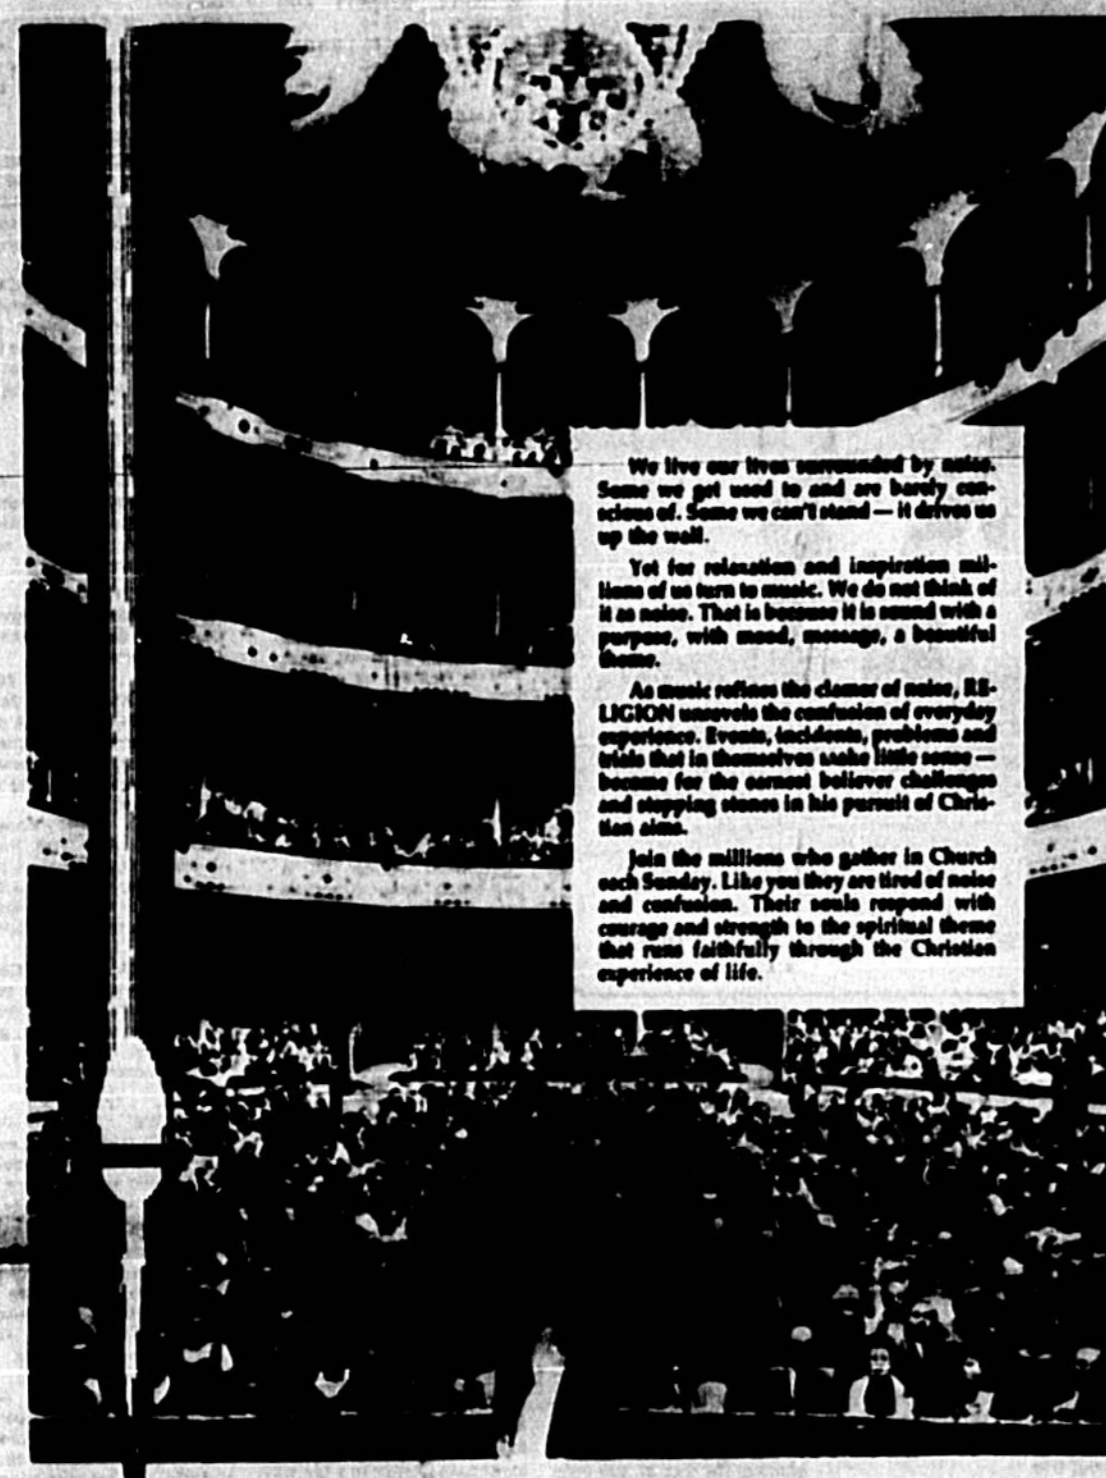 We live our lives surrounded by noise.
Some we get used to and are barely con-
scious of. Some we can't stand — it drives us
up the wall.
Yet for relaxation and inspiration mil-
lions of us turn to music. We do not think of
it as noise. That is because it is sound with a
purpose, with mood, message, a beautiful
theme.
As music refines the clamor of noise, RE-
LIGION unravels the confusion of everyday
experience. Events, incidents, problems and
trials that in themselves make little sense —
become for the earnest believer challenges
and stepping stones in his pursuit of Chris-
tian aims.
Join the millions who gather in Church
each Sunday. Like you they are tired of noise
and confusion. Their souls respond with
courage and strength to the spiritual theme
that runs faithfully through the Christian
experience of life.